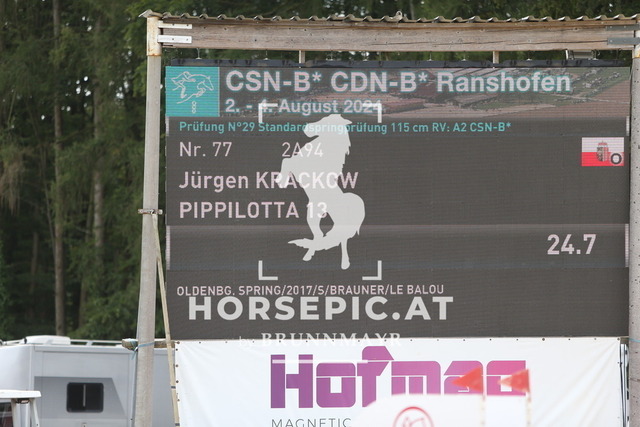 CSN-B* CDN-B* Ranshofen
2. - 4. August 2024
Prüfung N°29 Standardspringprüfung 115 cm RV: A2 CSN-B*
Nr. 77 2A94
Jürgen KRACKOW
PIPPILOTTA 13
24.7
OLDENBG. SPRING/2017/S/BRAUNER/LE BALOU
HORSEPIC.AT
by BRUNNMAYR
Hofmag
MAGNETIC